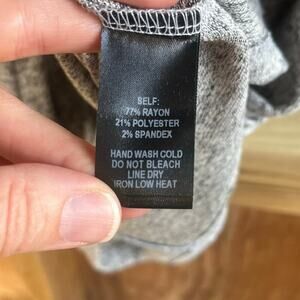 SELF:
77% RAYON
21% POLYESTER
2% SPANDEX
HAND WASH COLD
DO NOT BLEACH
LINE DRY
IRON LOW HEAT